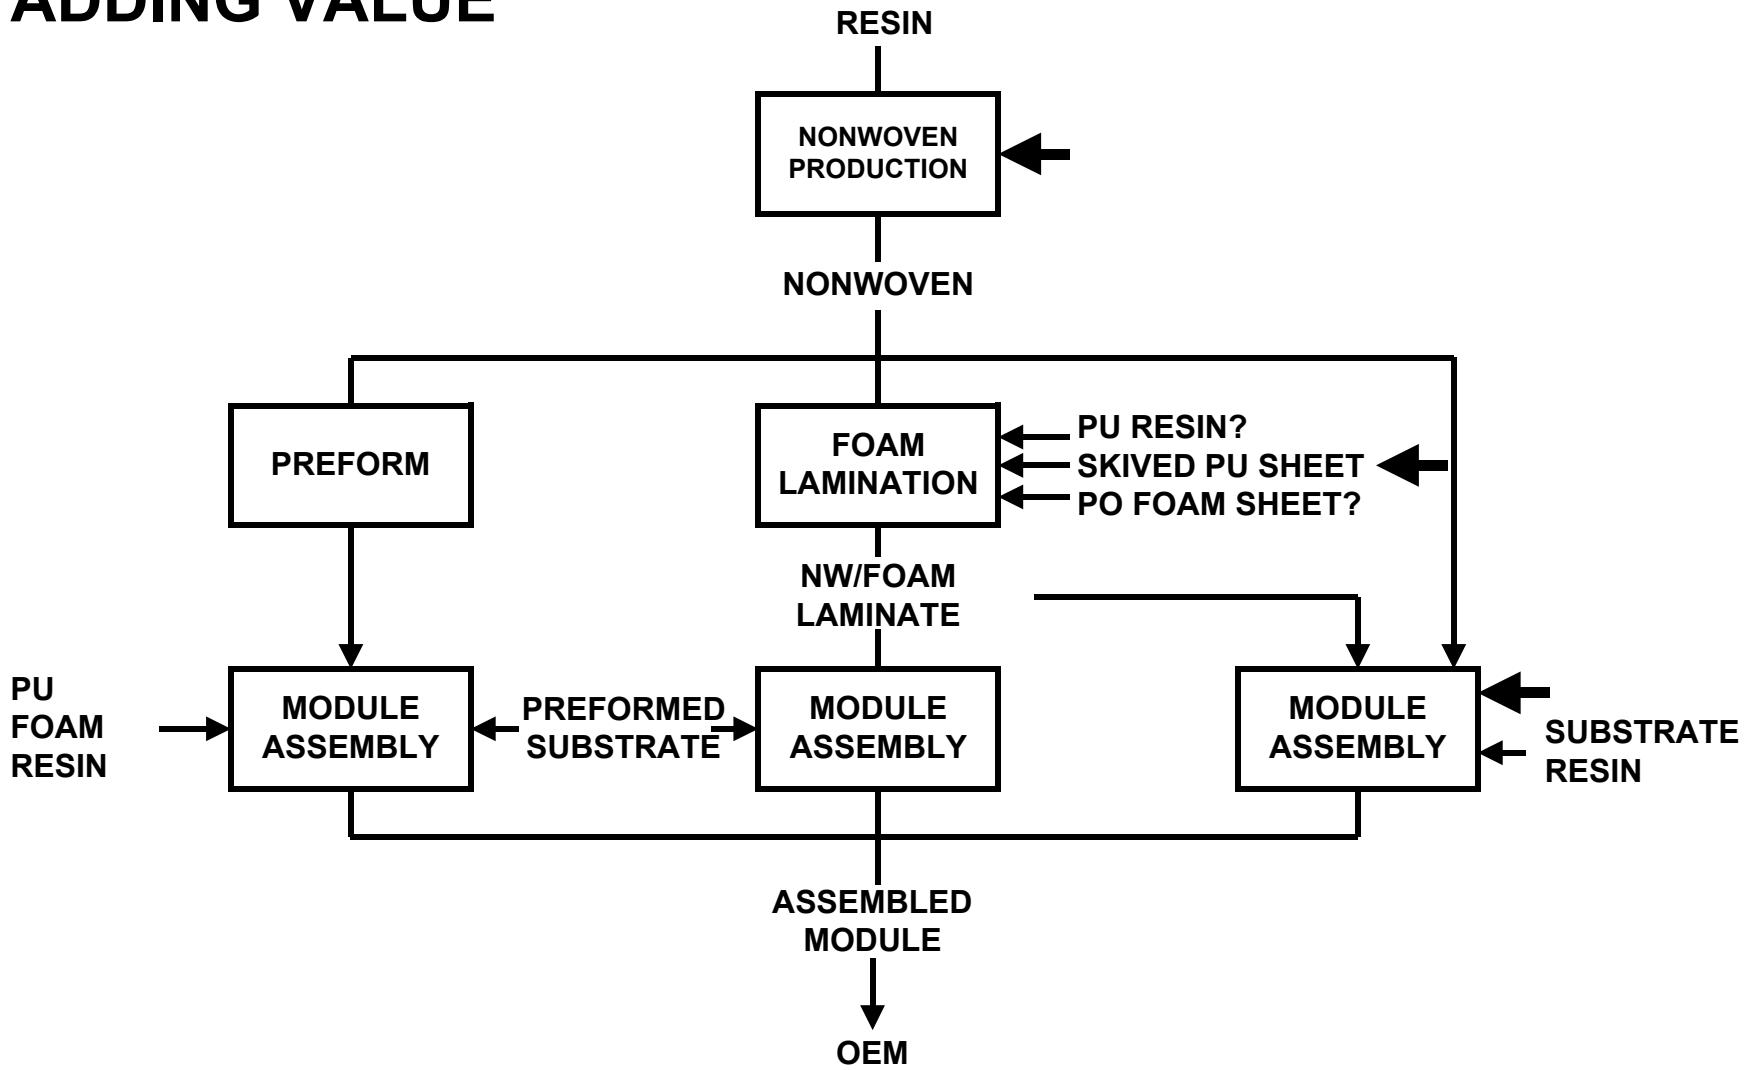 ADDING VALUE
RESIN
NONWOVEN
PRODUCTION
NONWOVEN
PREFORM
FOAM
LAMINATION
PU RESIN?
SKIVED PU SHEET
PO FOAM SHEET?
NW/FOAM
LAMINATE
PU
FOAM
RESIN
MODULE
ASSEMBLY
PREFORMED
SUBSTRATE
MODULE
ASSEMBLY
MODULE
ASSEMBLY
SUBSTRATE
RESIN
ASSEMBLED
MODULE
OEM